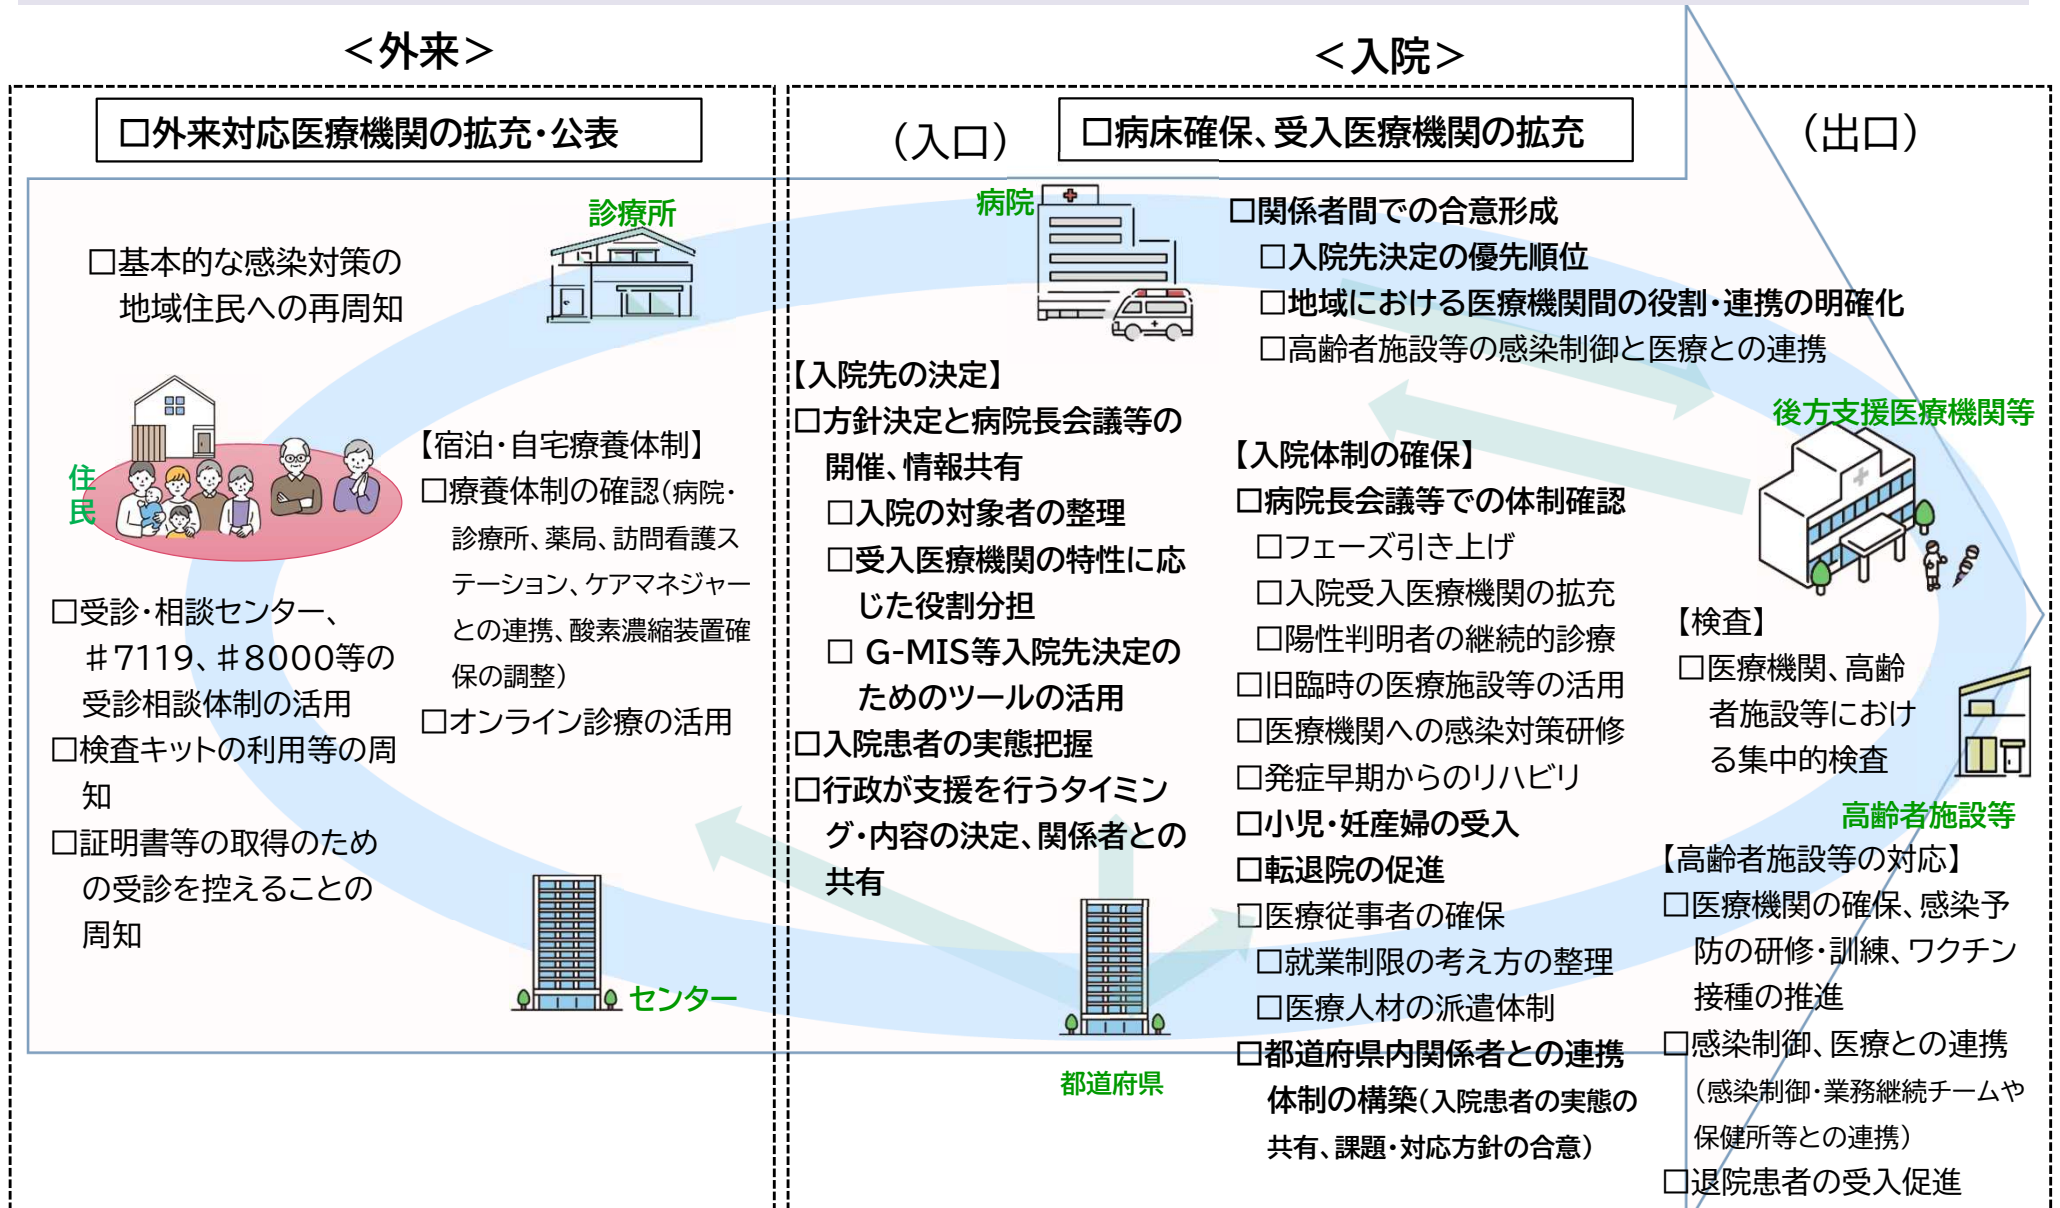 ＜外来＞
□外来対応医療機関の拡充・公表
診療所
□基本的な感染対策の
地域住民への再周知
住
民
【宿泊・自宅療養体制】
□療養体制の確認（病院・
診療所、薬局、訪問看護ス
テーション、ケアマネジャー
との連携、酸素濃縮装置確
保の調整）
□オンライン診療の活用
□受診・相談センター、
＃7119、＃8000等の
受診相談体制の活用
□検査キットの利用等の周
知
□証明書等の取得のため
の受診を控えることの
周知
センター
＜入院＞
（入口）
□病床確保、受入医療機関の拡充
（出口）
病院
□関係者間での合意形成
□入院先決定の優先順位
□地域における医療機関間の役割・連携の明確化
□高齢者施設等の感染制御と医療との連携
【入院先の決定】
□方針決定と病院長会議等の
開催、情報共有
□入院の対象者の整理
□受入医療機関の特性に応
じた役割分担
□ G-MIS等入院先決定の
ためのツールの活用
□入院患者の実態把握
□行政が支援を行うタイミン
グ・内容の決定、関係者との
共有
都道府県
【入院体制の確保】
□病院長会議等での体制確認
□フェーズ引き上げ
□入院受入医療機関の拡充
□陽性判明者の継続的診療
□旧臨時の医療施設等の活用
□医療機関への感染対策研修
□発症早期からのリハビリ
□小児・妊産婦の受入
□転退院の促進
□医療従事者の確保
□就業制限の考え方の整理
□医療人材の派遣体制
□都道府県内関係者との連携
体制の構築（入院患者の実態の
共有、課題・対応方針の合意）
後方支援医療機関等
【検査】
□医療機関、高齢
者施設等におけ
る集中的検査
高齢者施設等
【高齢者施設等の対応】
□医療機関の確保、感染予
防の研修・訓練、ワクチン
接種の推進
□感染制御、医療との連携
（感染制御・業務継続チームや
保健所等との連携）
□退院患者の受入促進